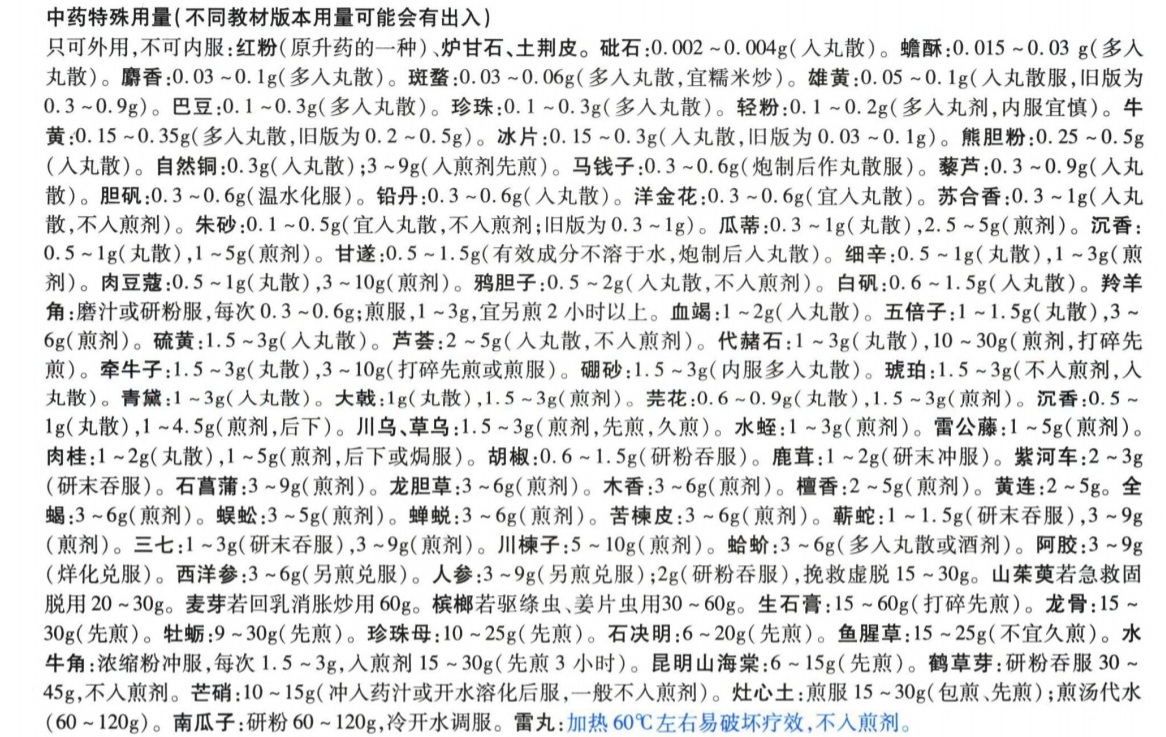 中药特殊用量(不同教材版本用量可能会有出入)
只可外用,不可内服:红粉(原升药的一种)、炉甘石、土荆皮。砒石:0.002~0.004g(入丸散)。蟾酥:0.015~0.03 g(多入
丸散)。麝香:0.03~0.1g(多入丸散)。斑蝥:0.03~0.06g(多入丸散,宜糯米炒)。雄黄:0.05~0.1g(入丸散服,旧版为
0.3~0.9g)。巴豆:0.1~0.3g(多入丸散)。珍珠:0.1~0.3g(多入丸散)。轻粉:0.1~0.2g(多入丸剂,内服宜慎)。牛
黄:0.15~0.35g(多入丸散,旧版为0.2~0.5g)。冰片:0.15~0.3g(入丸散,旧版为0.03~0.1g)。熊胆粉:0.25~0.5g
(入丸散)。自然铜:0.3g(入丸散);3~9g(入煎剂先煎)。马钱子:0.3~0.6g(炮制后作丸散服)。藜芦:0.3~0.9g(入丸
散)。胆矾:0.3~0.6g(温水化服)。铅丹:0.3~0.6g(入丸散)。洋金花:0.3~0.6g(宜入丸散)。苏合香:0.3~1g(入丸
散,不入煎剂)。朱砂:0.1~0.5g(宜入丸散,不入煎剂;旧版为0.3~1g)。瓜蒂:0.3~1g(丸散),2.5~5g(煎剂)。沉香:
0.5~1g(丸散),1~5g(煎剂)。甘遂:0.5~1.5g(有效成分不溶于水,炮制后入丸散)。细辛:0.5~1g(丸散),1~3g(煎
剂)。肉豆蔻:0.5~1g(丸散),3~10g(煎剂)。鸦胆子:0.5~2g(入丸散,不入煎剂)。白矾:0.6~1.5g(入丸散)。羚羊
角:磨汁或研粉服,每次0.3~0.6g;煎服,1~3g,宜另煎2小时以上。血竭:1~2g(入丸散)。五倍子:1~1.5g(丸散),3~
6g(煎剂)。硫黄:1.5~3g(入丸散)。芦荟:2~5g(入丸散,不入煎剂)。代赭石:1~3g(丸散),10~30g(煎剂,打碎先
煎)。牵牛子:1.5~3g(丸散),3~10g(打碎先煎或煎服)。硼砂:1.5~3g(内服多入丸散)。琥珀:1.5~3g(不入煎剂,入
丸散)。青黛:1~3g(入丸散)。大戟:1g(丸散),1.5~3g(煎剂)。芫花:0.6~0.9g(丸散),1.5~3g(煎剂)。沉香:0.5~
1g(丸散),1~4.5g(煎剂,后下)。川乌、草乌:1.5~3g(煎剂,先煎,久煎)。水蛭:1~3g(煎剂)。雷公藤:1~5g(煎剂)。
肉桂:1~2g(丸散),1~5g(煎剂,后下或焗服)。胡椒:0.6~1.5g(研粉吞服)。鹿茸:1~2g(研末冲服)。紫河车:2~3g
(研末吞服)。石菖蒲:3~9g(煎剂)。龙胆草:3~6g(煎剂)。木香:3~6g(煎剂)。檀香:2~5g(煎剂)。黄连:2~5g。全
蝎:3~6g(煎剂)。蜈蚣:3~5g(煎剂)。蝉蜕:3~6g(煎剂)。苦楝皮:3~6g(煎剂)。蕲蛇:1~1.5g(研末吞服),3~9g
(煎剂)。三七:1~3g(研末吞服),3~9g(煎剂)。川楝子:5~10g(煎剂)。蛤蚧:3~6g(多入丸散或酒剂)。阿胶:3~9g
(烊化兑服)。西洋参:3~6g(另煎兑服)。人参:3~9g(另煎兑服);2g(研粉吞服),挽救虚脱15~30g。山茱萸若急救固
脱用20~30g。麦芽若回乳消胀炒用60g。槟榔若驱绦虫、姜片虫用30~60g。生石膏:15~60g(打碎先煎)。龙骨:15~
30g(先煎)。牡蛎:9~30g(先煎)。珍珠母:10~25g(先煎)。石决明:6~20g(先煎)。鱼腥草:15~25g(不宜久煎)。水
牛角:浓缩粉冲服,每次1.5~3g,入煎剂15~30g(先煎3小时)。昆明山海棠:6~15g(先煎)。鹤草芽:研粉吞服30~
45g,不入煎剂。芒硝:10~15g(冲入药汁或开水溶化后服,一般不入煎剂)。灶心土:煎服15~30g(包煎、先煎);煎汤代水
(60~120g)。南瓜子:研粉60~120g,冷开水调服。雷丸:加热60℃左右易破坏疗效,不入煎剂。